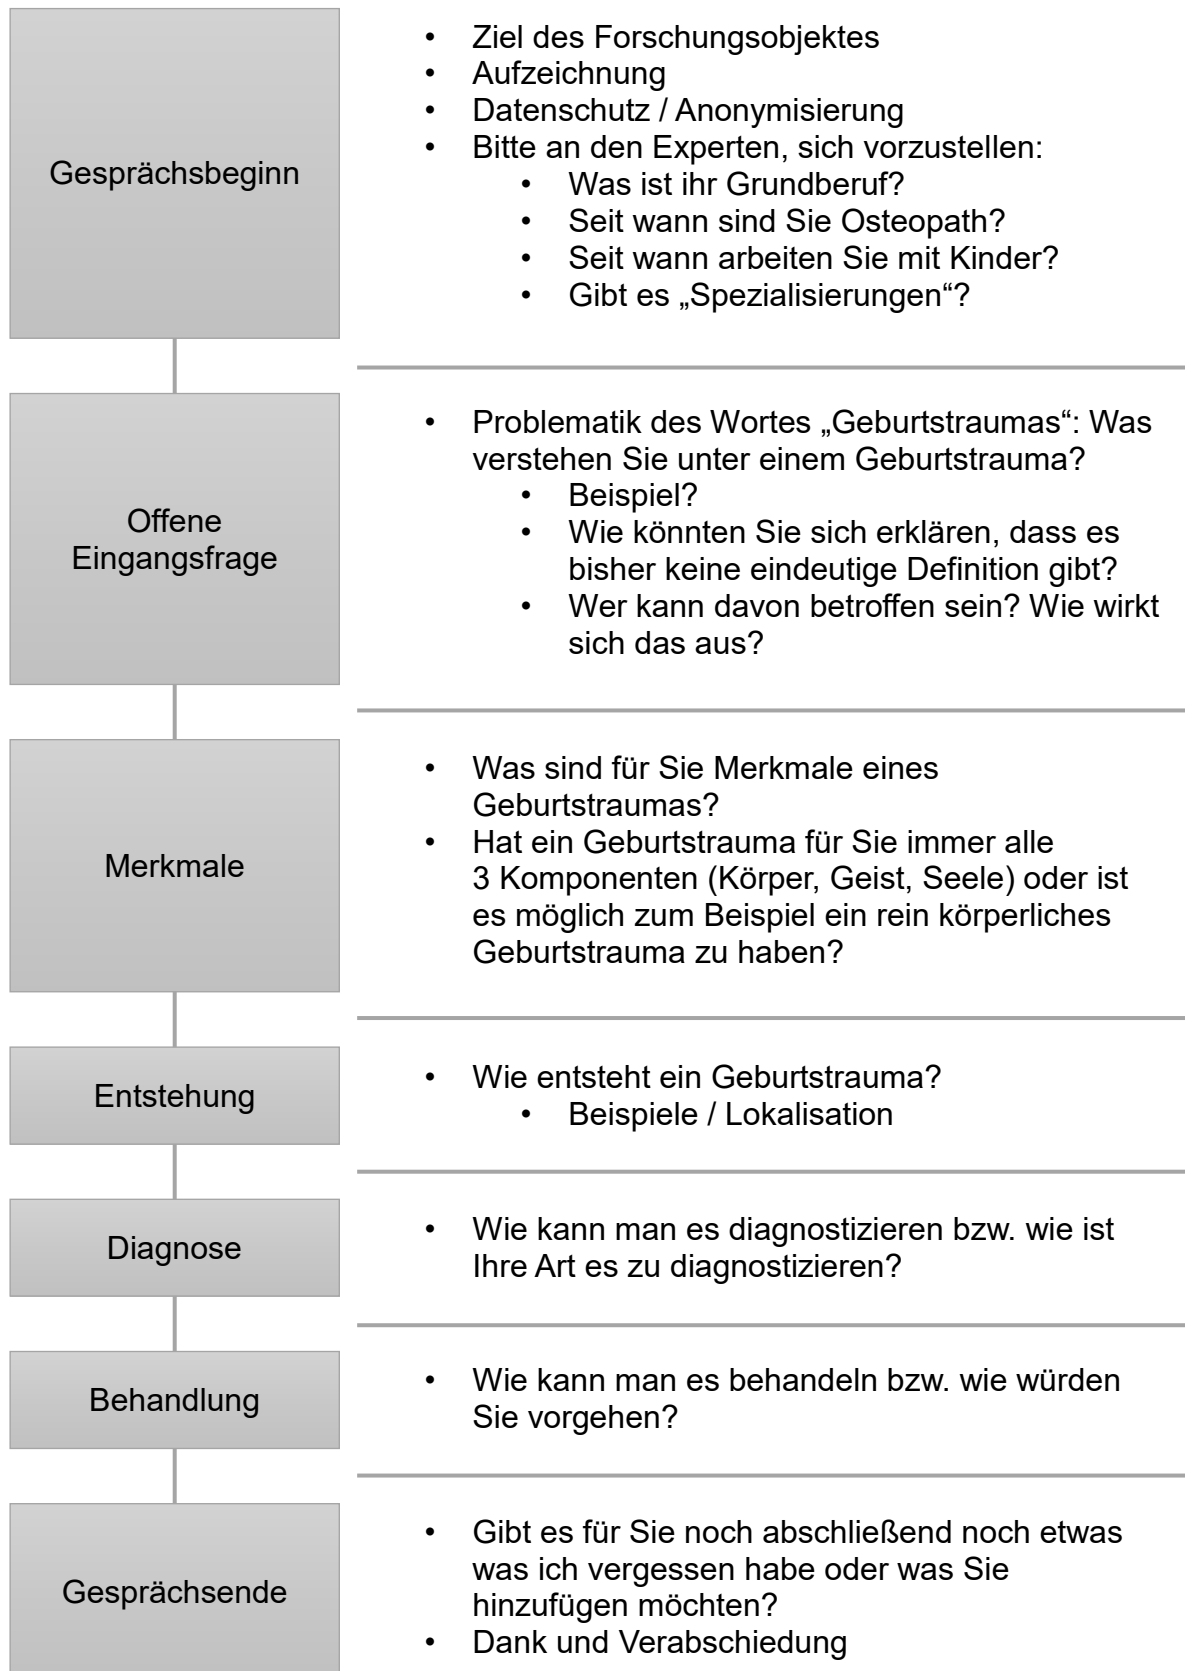 Gesprächsbeginn
• Ziel des Forschungsobjektes
• Aufzeichnung
• Datenschutz / Anonymisierung
• Bitte an den Experten, sich vorzustellen:
• Was ist ihr Grundberuf?
• Seit wann sind Sie Osteopath?
• Seit wann arbeiten Sie mit Kinder?
• Gibt es „Spezialisierungen“?
Offene
Eingangsfrage
• Problematik des Wortes „Geburtstraumas“: Was
verstehen Sie unter einem Geburtstrauma?
• Beispiel?
• Wie könnten Sie sich erklären, dass es
bisher keine eindeutige Definition gibt?
• Wer kann davon betroffen sein? Wie wirkt
sich das aus?
Merkmale
• Was sind für Sie Merkmale eines
Geburtstraumas?
• Hat ein Geburtstrauma für Sie immer alle
3 Komponenten (Körper, Geist, Seele) oder ist
es möglich zum Beispiel ein rein körperliches
Geburtstrauma zu haben?
Entstehung
• Wie entsteht ein Geburtstrauma?
• Beispiele / Lokalisation
Diagnose
• Wie kann man es diagnostizieren bzw. wie ist
Ihre Art es zu diagnostizieren?
Behandlung
• Wie kann man es behandeln bzw. wie würden
Sie vorgehen?
Gesprächsende
• Gibt es für Sie noch abschließend noch etwas
was ich vergessen habe oder was Sie
hinzufügen möchten?
• Dank und Verabschiedung